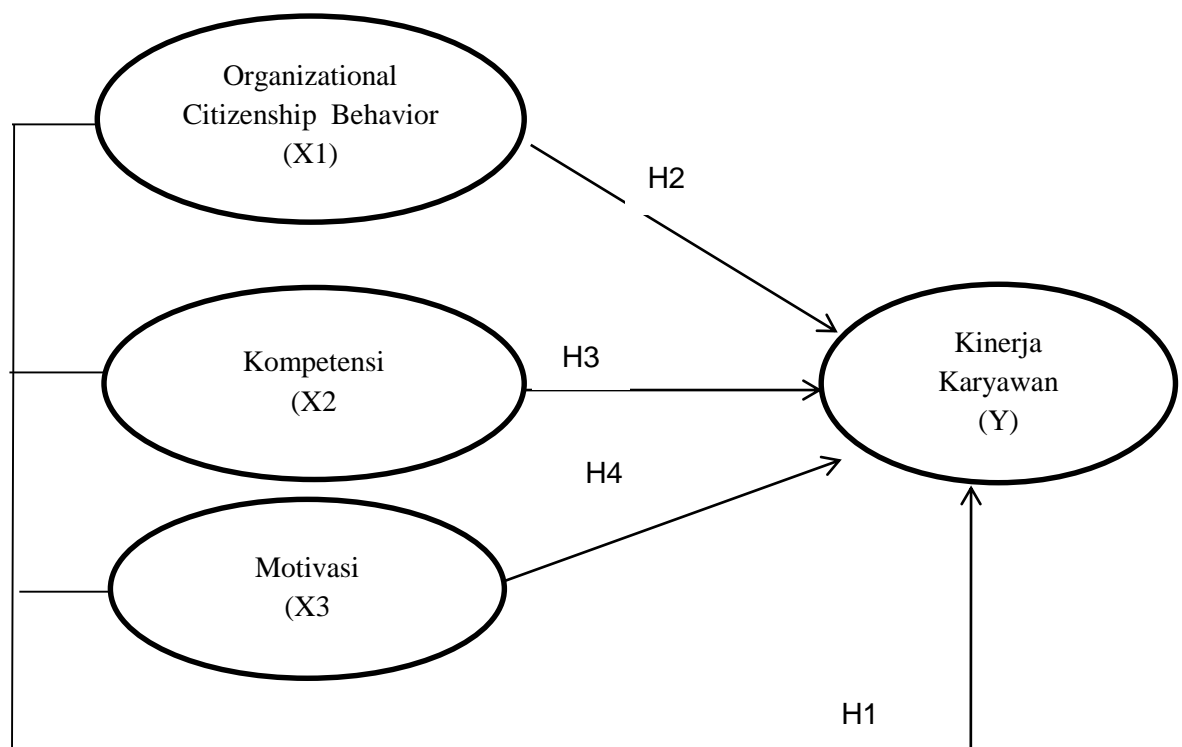 Organizational
Citizenship Behavior
(X1)
H2
Kompetensi
(X2
H3
Kinerja
Karyawan
(Y)
H4
Motivasi
(X3
H1